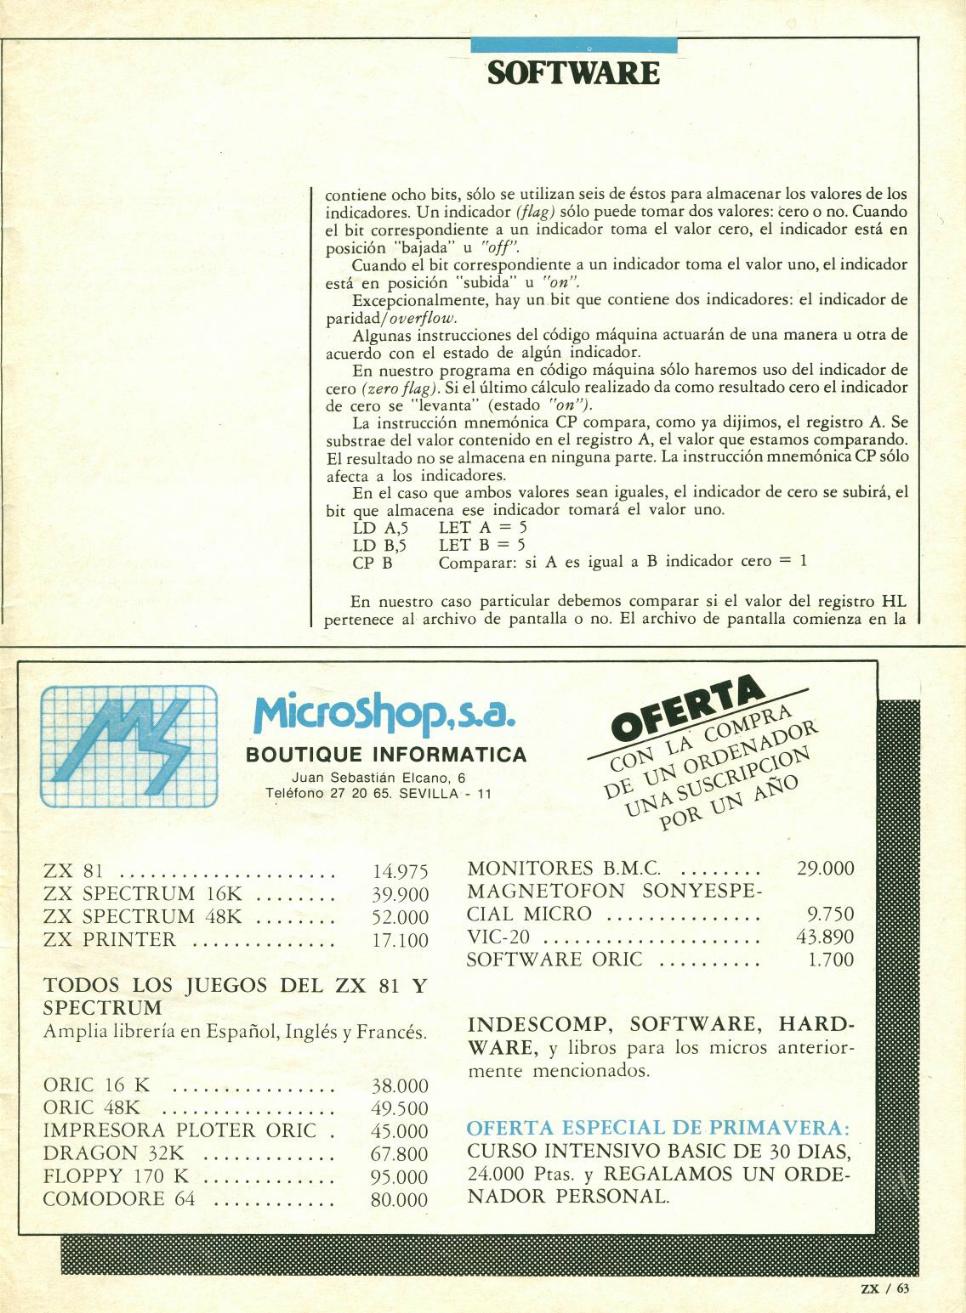 SOFTWARE
contiene ocho bits, sólo se utilizan seis de éstos para almacenar los valores de los
indicadores. Un indicador (flag) sólo puede tomar dos valores: cero o no. Cuando
el bit correspondiente a un indicador toma el valor cero, el indicador está en
posición "bajada" u "off".
Cuando el bit correspondiente a un indicador toma el valor uno, el indicador
está en posición "subida" u "on".
Excepcionalmente, hay un bit que contiene dos indicadores: el indicador de
paridad/overflow.
Algunas instrucciones del código máquina actuarán de una manera u otra de
acuerdo con el estado de algún indicador.
En nuestro programa en código máquina sólo haremos uso del indicador de
cero (zero flag). Si el último cálculo realizado da como resultado cero el indicador
de cero se "levanta" (estado "on").
La instrucción mnemónica CP compara, como ya dijimos, el registro A. Se
substrae del valor contenido en el registro A, el valor que estamos comparando.
El resultado no se almacena en ninguna parte. La instrucción mnemónica CP sólo
afecta a los indicadores.
En el caso que ambos valores sean iguales, el indicador de cero se subirá, el
bit que almacena ese indicador tomará el valor uno.
LD A,5 LET A = 5
LD B,5 LET B = 5
CP B Comparar: si A es igual a B indicador cero = 1
En nuestro caso particular debemos comparar si el valor del registro HL
pertenece al archivo de pantalla o no. El archivo de pantalla comienza en la
MicroShop,s.a.
BOUTIQUE INFORMATICA
Juan Sebastián Elcano, 6
Teléfono 27 20 65. SEVILLA - 11
OFERTA
CON LA COMPRA
DE UN ORDENADOR
UNA SUSCRIPCION
POR UN AÑO
ZX 81 ..................... 14.975
ZX SPECTRUM 16K ........ 39.900
ZX SPECTRUM 48K ........ 52.000
ZX PRINTER .............. 17.100
TODOS LOS JUEGOS DEL ZX 81 Y
SPECTRUM
Amplia librería en Español, Inglés y Francés.
ORIC 16 K ................ 38.000
ORIC 48K ................. 49.500
IMPRESORA PLOTER ORIC . 45.000
DRAGON 32K ............. 67.800
FLOPPY 170 K ............. 95.000
COMODORE 64 ............ 80.000
MONITORES B.M.C. ........ 29.000
MAGNETOFON SONYESPE-
CIAL MICRO ............... 9.750
VIC-20 ..................... 43.890
SOFTWARE ORIC .......... 1.700
INDESCOMP, SOFTWARE, HARD-
WARE, y libros para los micros anterior-
mente mencionados.
OFERTA ESPECIAL DE PRIMAVERA:
CURSO INTENSIVO BASIC DE 30 DIAS,
24.000 Ptas. y REGALAMOS UN ORDE-
NADOR PERSONAL.
ZX / 63